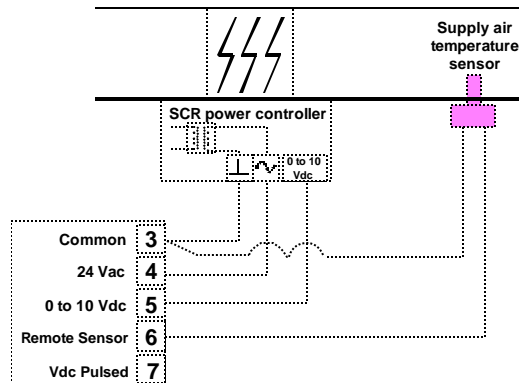 Supply air
temperature
sensor
SCR power controller
0 to 10
Vdc
Common 3
24 Vac 4
0 to 10 Vdc 5
Remote Sensor 6
Vdc Pulsed 7